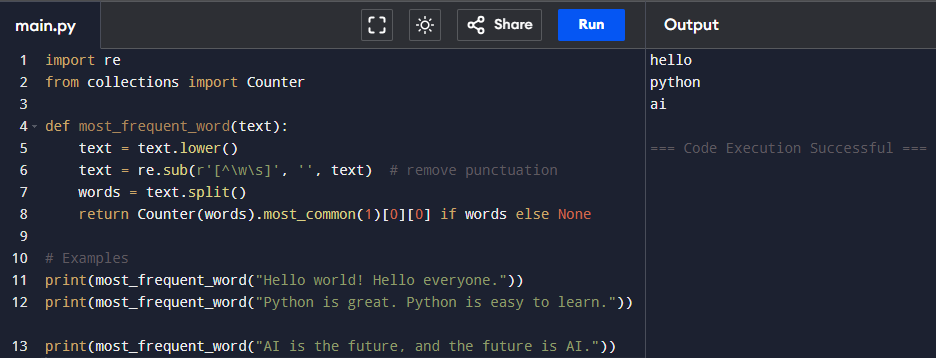 main.py
Share
Run
Output
1 import re
2 from collections import Counter
3
4 def most_frequent_word(text):
5     text = text.lower()
6     text = re.sub(r'[^\w\s]', '', text)  # remove punctuation
7     words = text.split()
8     return Counter(words).most_common(1)[0][0] if words else None
9
10 # Examples
11 print(most_frequent_word("Hello world! Hello everyone."))
12 print(most_frequent_word("Python is great. Python is easy to learn."))
13 print(most_frequent_word("AI is the future, and the future is AI."))
hello
python
ai
=== Code Execution Successful ===